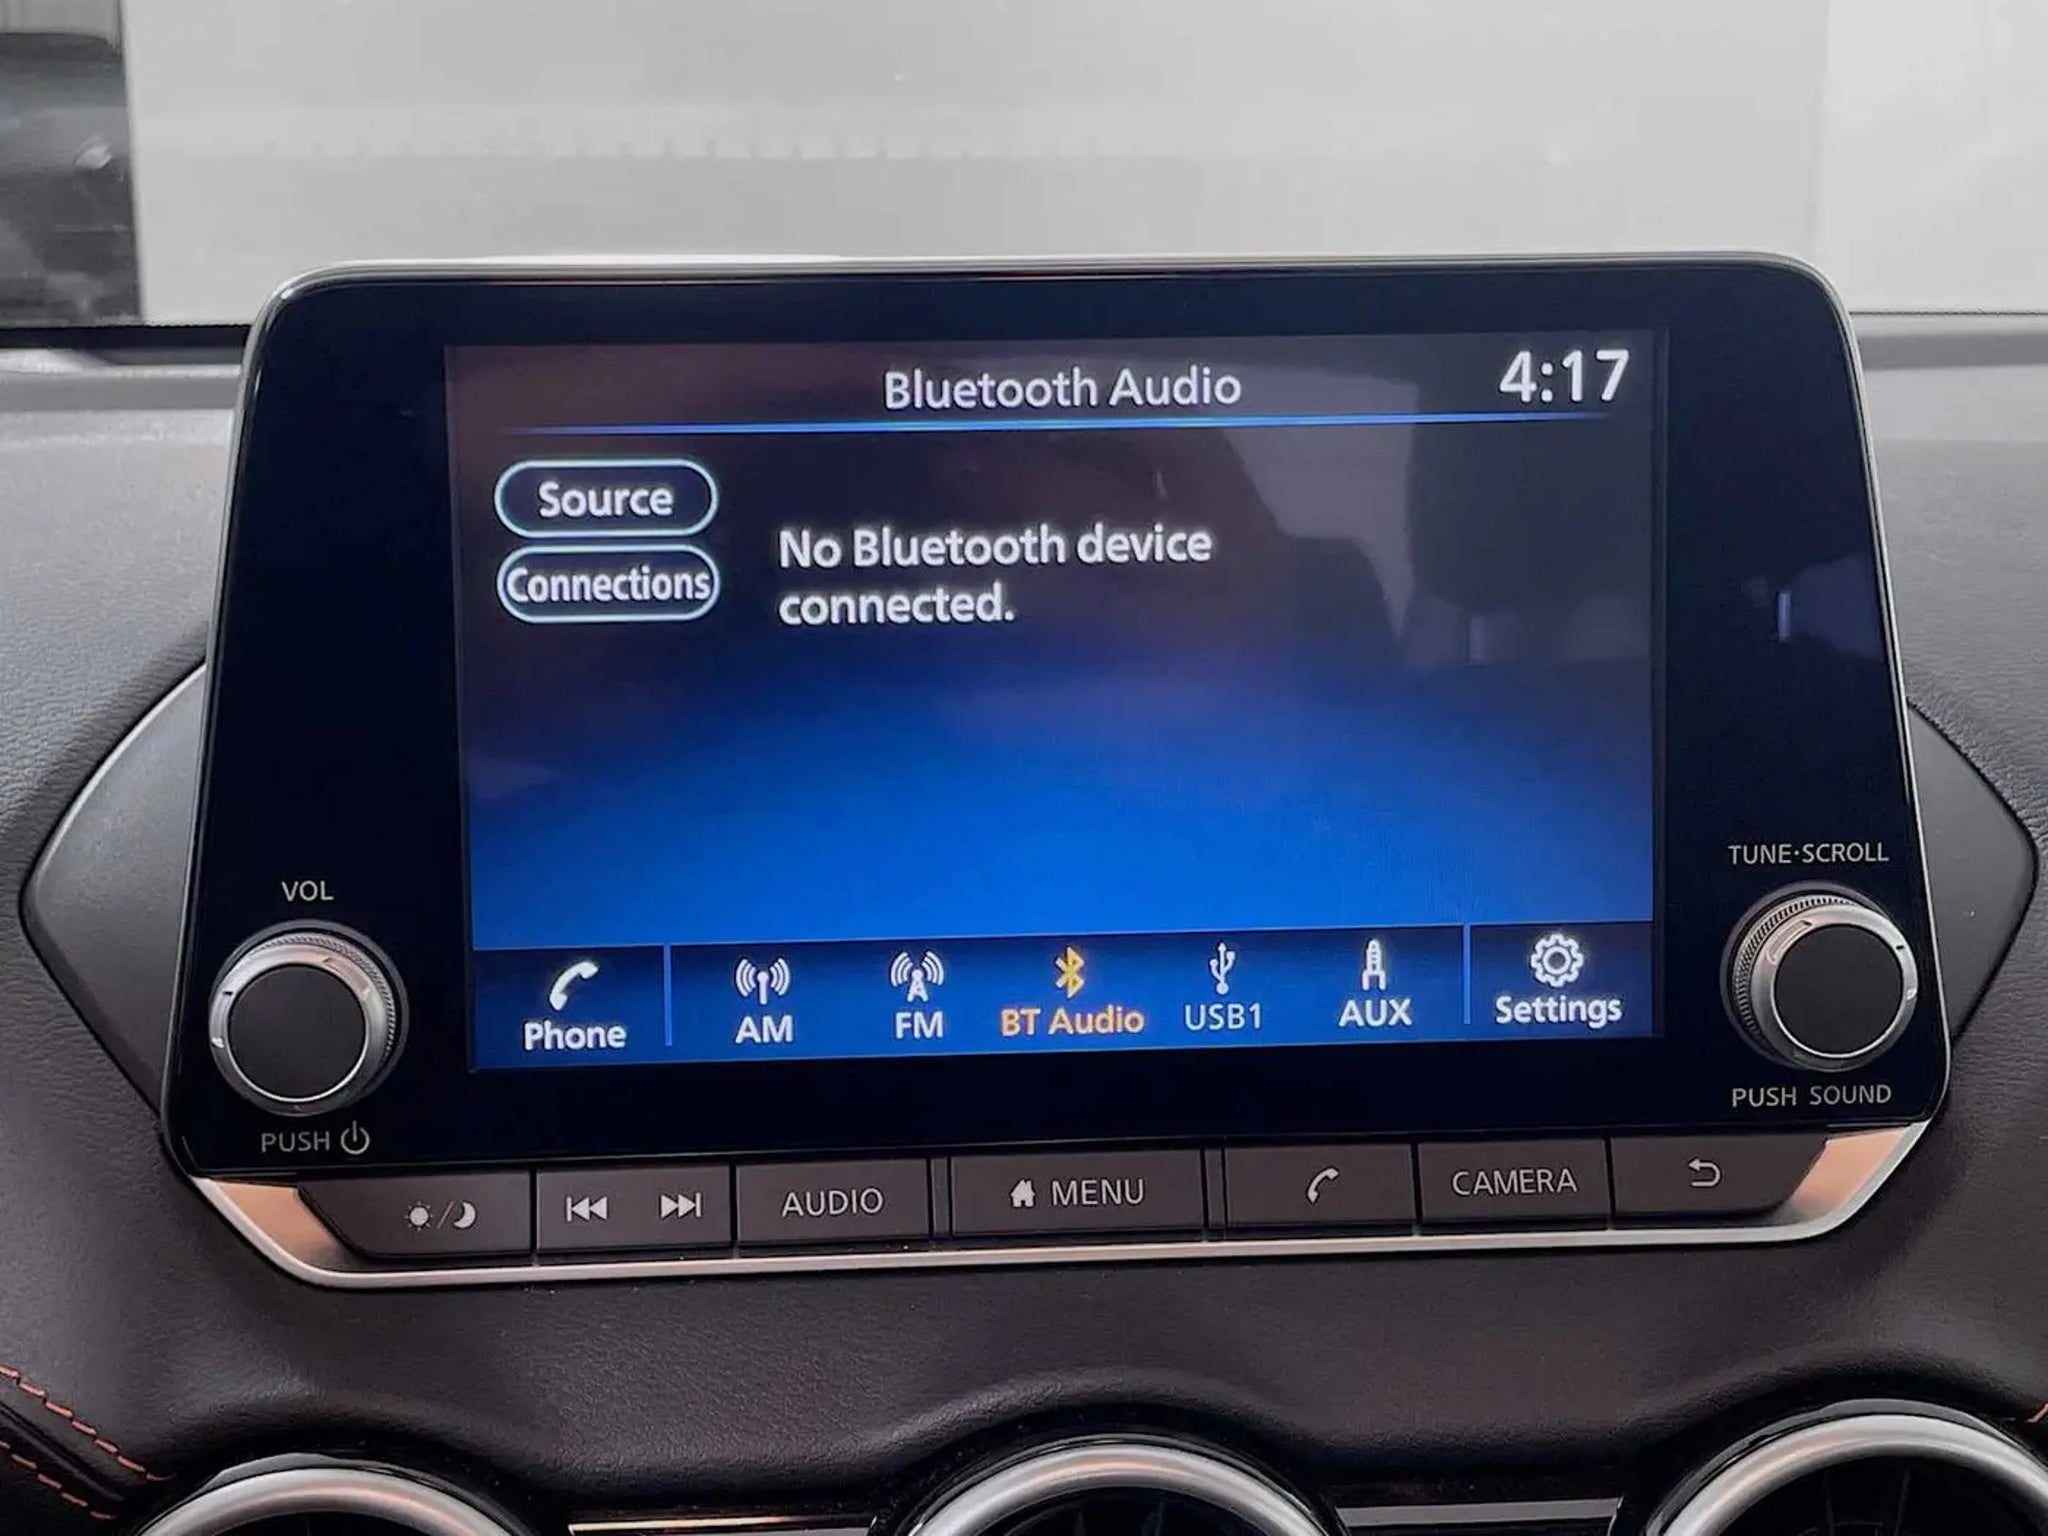 Bluetooth Audio
4:17
Source
Connections
No Bluetooth device
connected.
Phone
AM
FM
BT Audio
USB1
AUX
Settings
VOL
PUSH
TUNE·SCROLL
PUSH SOUND
AUDIO
MENU
CAMERA